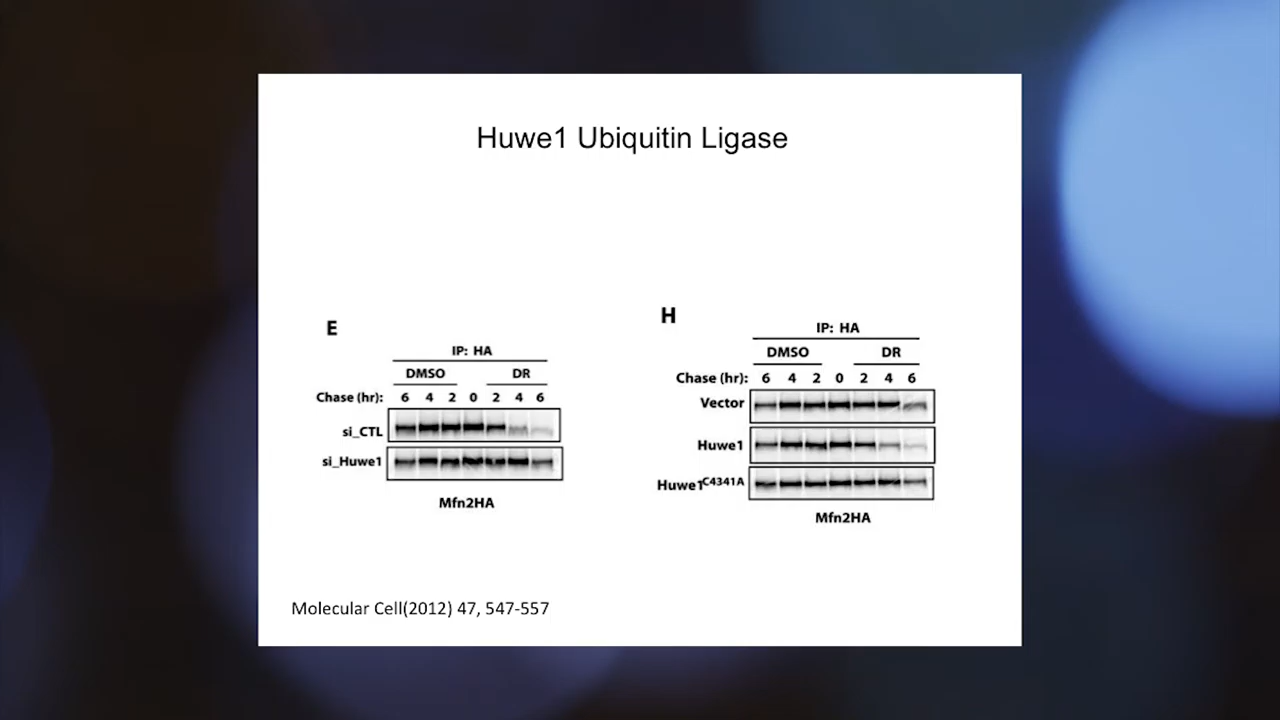 Huwe1 Ubiquitin Ligase
E
IP: HA
DMSO DR
Chase (hr): 6 4 2 0 2 4 6
si_CTL
si_Huwe1
Mfn2HA
H
IP: HA
DMSO DR
Chase (hr): 6 4 2 0 2 4 6
Vector
Huwe1
Huwe1C4341A
Mfn2HA
Molecular Cell(2012) 47, 547-557